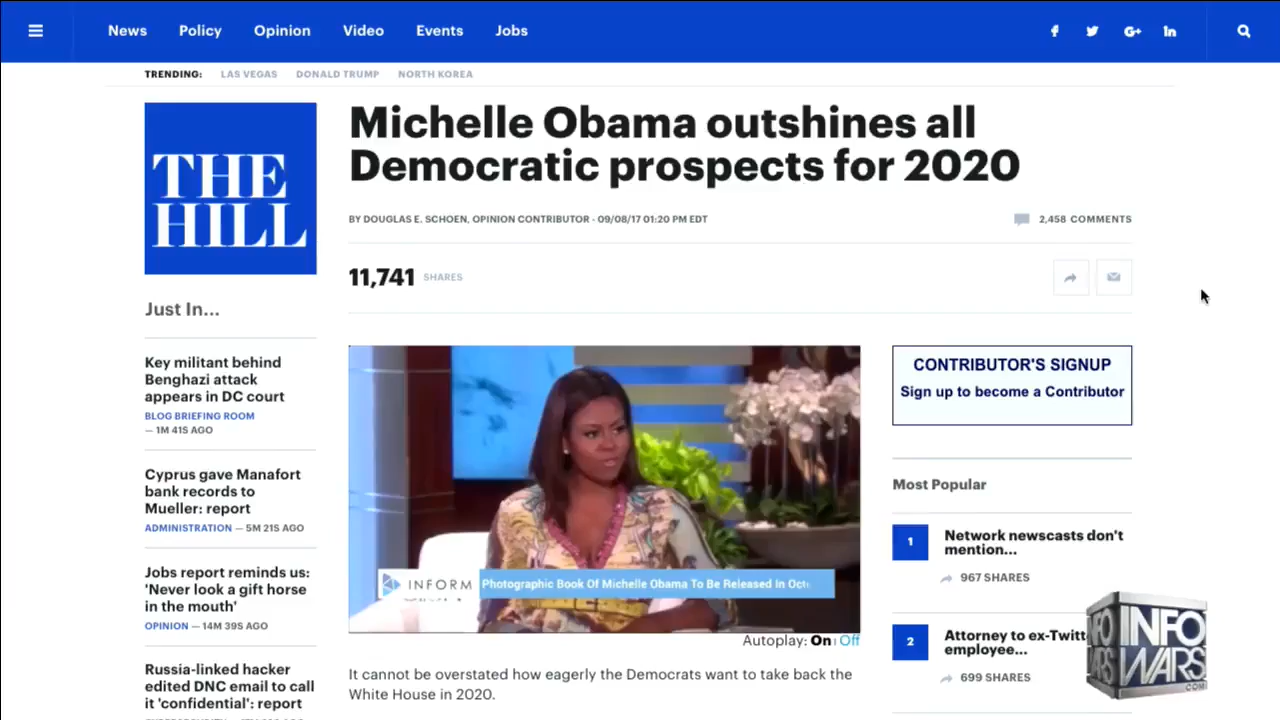 News Policy Opinion Video Events Jobs
TRENDING: LAS VEGAS DONALD TRUMP NORTH KOREA
THE
HILL
Michelle Obama outshines all
Democratic prospects for 2020
BY DOUGLAS E. SCHOEN, OPINION CONTRIBUTOR - 09/08/17 01:20 PM EDT
2,458 COMMENTS
11,741 SHARES
Just In...
Key militant behind
Benghazi attack
appears in DC court
BLOG BRIEFING ROOM
— 1M 41S AGO
Cyprus gave Manafort
bank records to
Mueller: report
ADMINISTRATION — 5M 21S AGO
Jobs report reminds us:
'Never look a gift horse
in the mouth'
OPINION — 14M 39S AGO
Russia-linked hacker
edited DNC email to call
it 'confidential': report
INFORM
Photographic Book Of Michelle Obama To Be Released In Octo
Autoplay: On | Off
It cannot be overstated how eagerly the Democrats want to take back the
White House in 2020.
CONTRIBUTOR'S SIGNUP
Sign up to become a Contributor
Most Popular
1
Network newscasts don't
mention...
967 SHARES
2
Attorney to ex-Twitt
employee...
699 SHARES
INFO
WARS
.COM